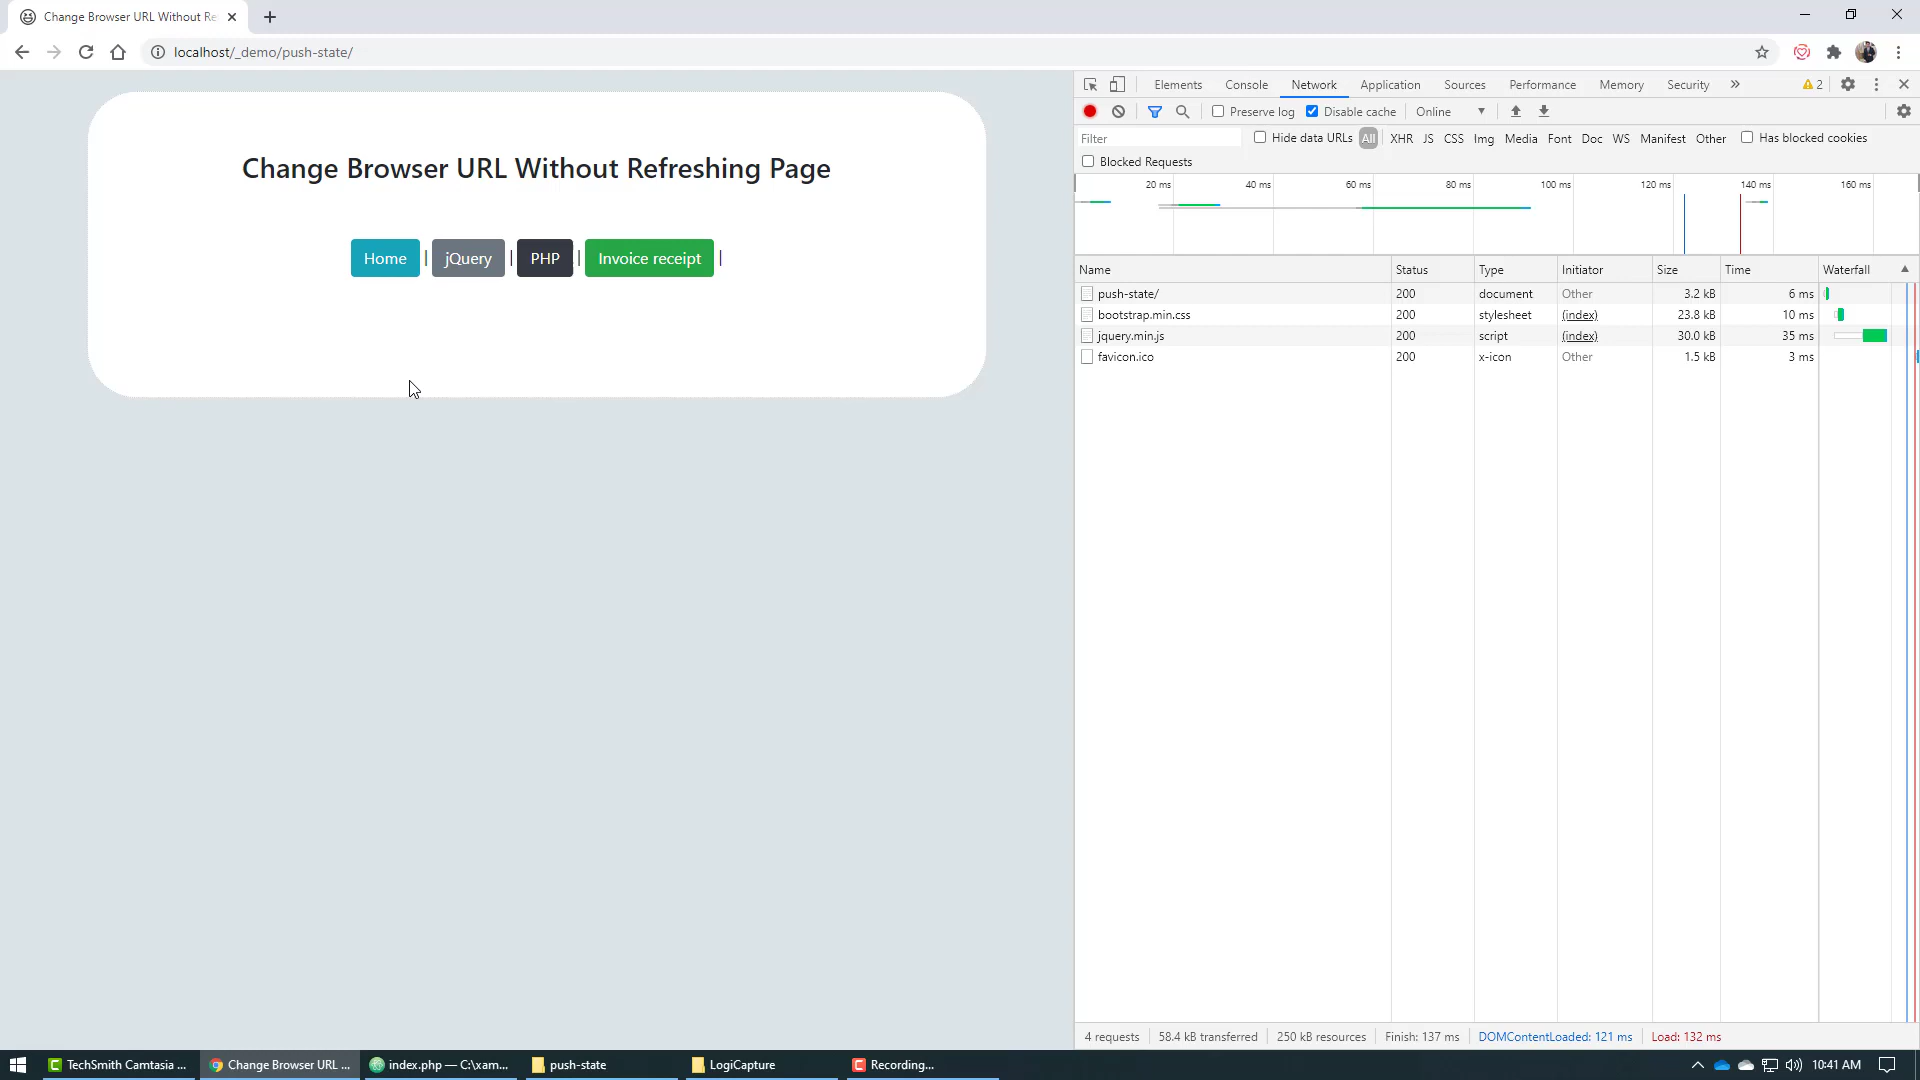 Change Browser URL Without Re
localhost/_demo/push-state/
Change Browser URL Without Refreshing Page
Home | jQuery | PHP | Invoice receipt |
Elements Console Network Application Sources Performance Memory Security » 2
Preserve log Disable cache Online
Filter Hide data URLs All XHR JS CSS Img Media Font Doc WS Manifest Other Has blocked cookies
Blocked Requests
20 ms 40 ms 60 ms 80 ms 100 ms 120 ms 140 ms 160 ms
Name Status Type Initiator Size Time Waterfall
push-state/ 200 document Other 3.2 kB 6 ms
bootstrap.min.css 200 stylesheet (index) 23.8 kB 10 ms
jquery.min.js 200 script (index) 30.0 kB 35 ms
favicon.ico 200 x-icon Other 1.5 kB 3 ms
4 requests 58.4 kB transferred 250 kB resources Finish: 137 ms DOMContentLoaded: 121 ms Load: 132 ms
TechSmith Camtasia ... Change Browser URL ... index.php — C:\xam... push-state LogiCapture Recording... 10:41 AM